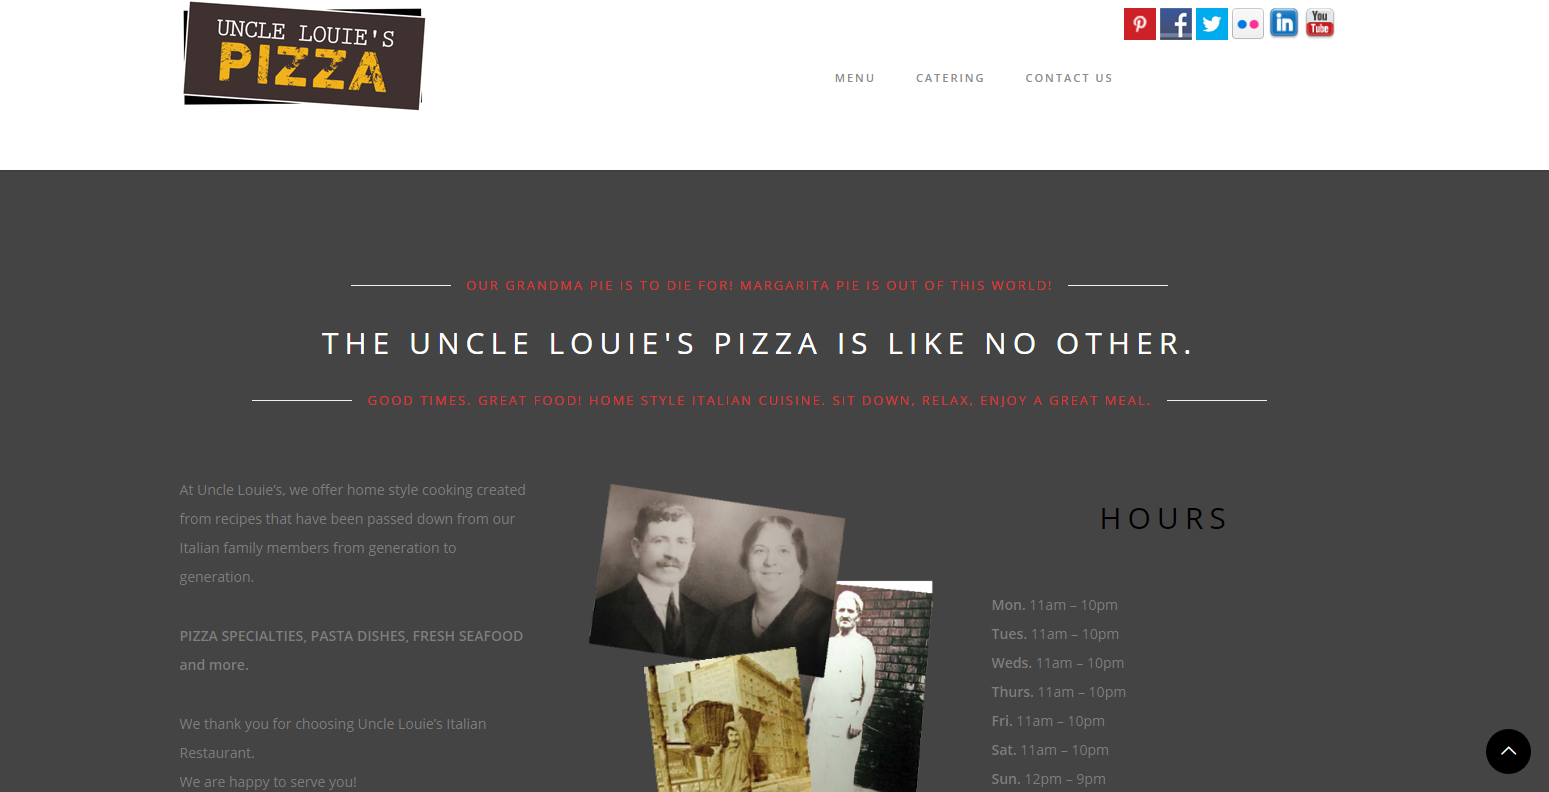 UNCLE LOUIE'S
PIZZA
You
Tube
in
MENU
CATERING
CONTACT US
OUR GRANDMA PIE IS TO DIE FOR! MARGARITA PIE IS OUT OF THIS WORLD!
THE UNCLE LOUIE'S PIZZA IS LIKE NO OTHER.
GOOD TIMES. GREAT FOOD! HOME STYLE ITALIAN CUISINE. SIT DOWN, RELAX, ENJOY A GREAT MEAL.
At Uncle Louie's, we offer home style cooking created
from recipes that have been passed down from our
Italian family members from generation to
generation.
PIZZA SPECIALTIES, PASTA DISHES, FRESH SEAFOOD
and more.
We thank you for choosing Uncle Louie's Italian
Restaurant.
We are happy to serve you!
HOURS
Mon. 11am – 10pm
Tues. 11am – 10pm
Weds. 11am – 10pm
Thurs. 11am – 10pm
Fri. 11am – 10pm
Sat. 11am – 10pm
Sun. 12pm – 9pm